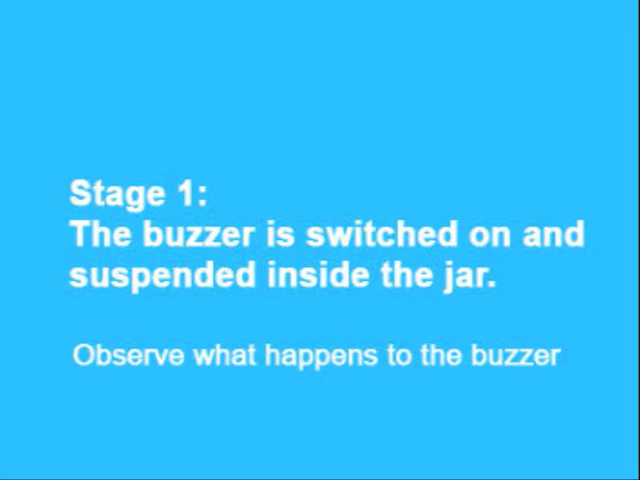 Stage 1:
The buzzer is switched on and
suspended inside the jar.
Observe what happens to the buzzer